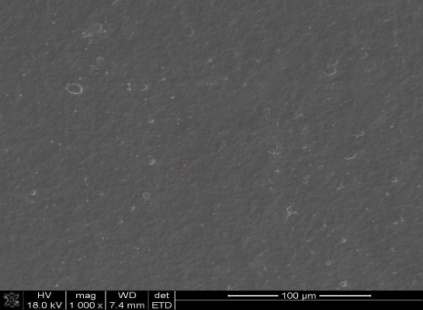 HV mag WD det
18.0 kV 1 000 x 7.4 mm ETD
100 µm